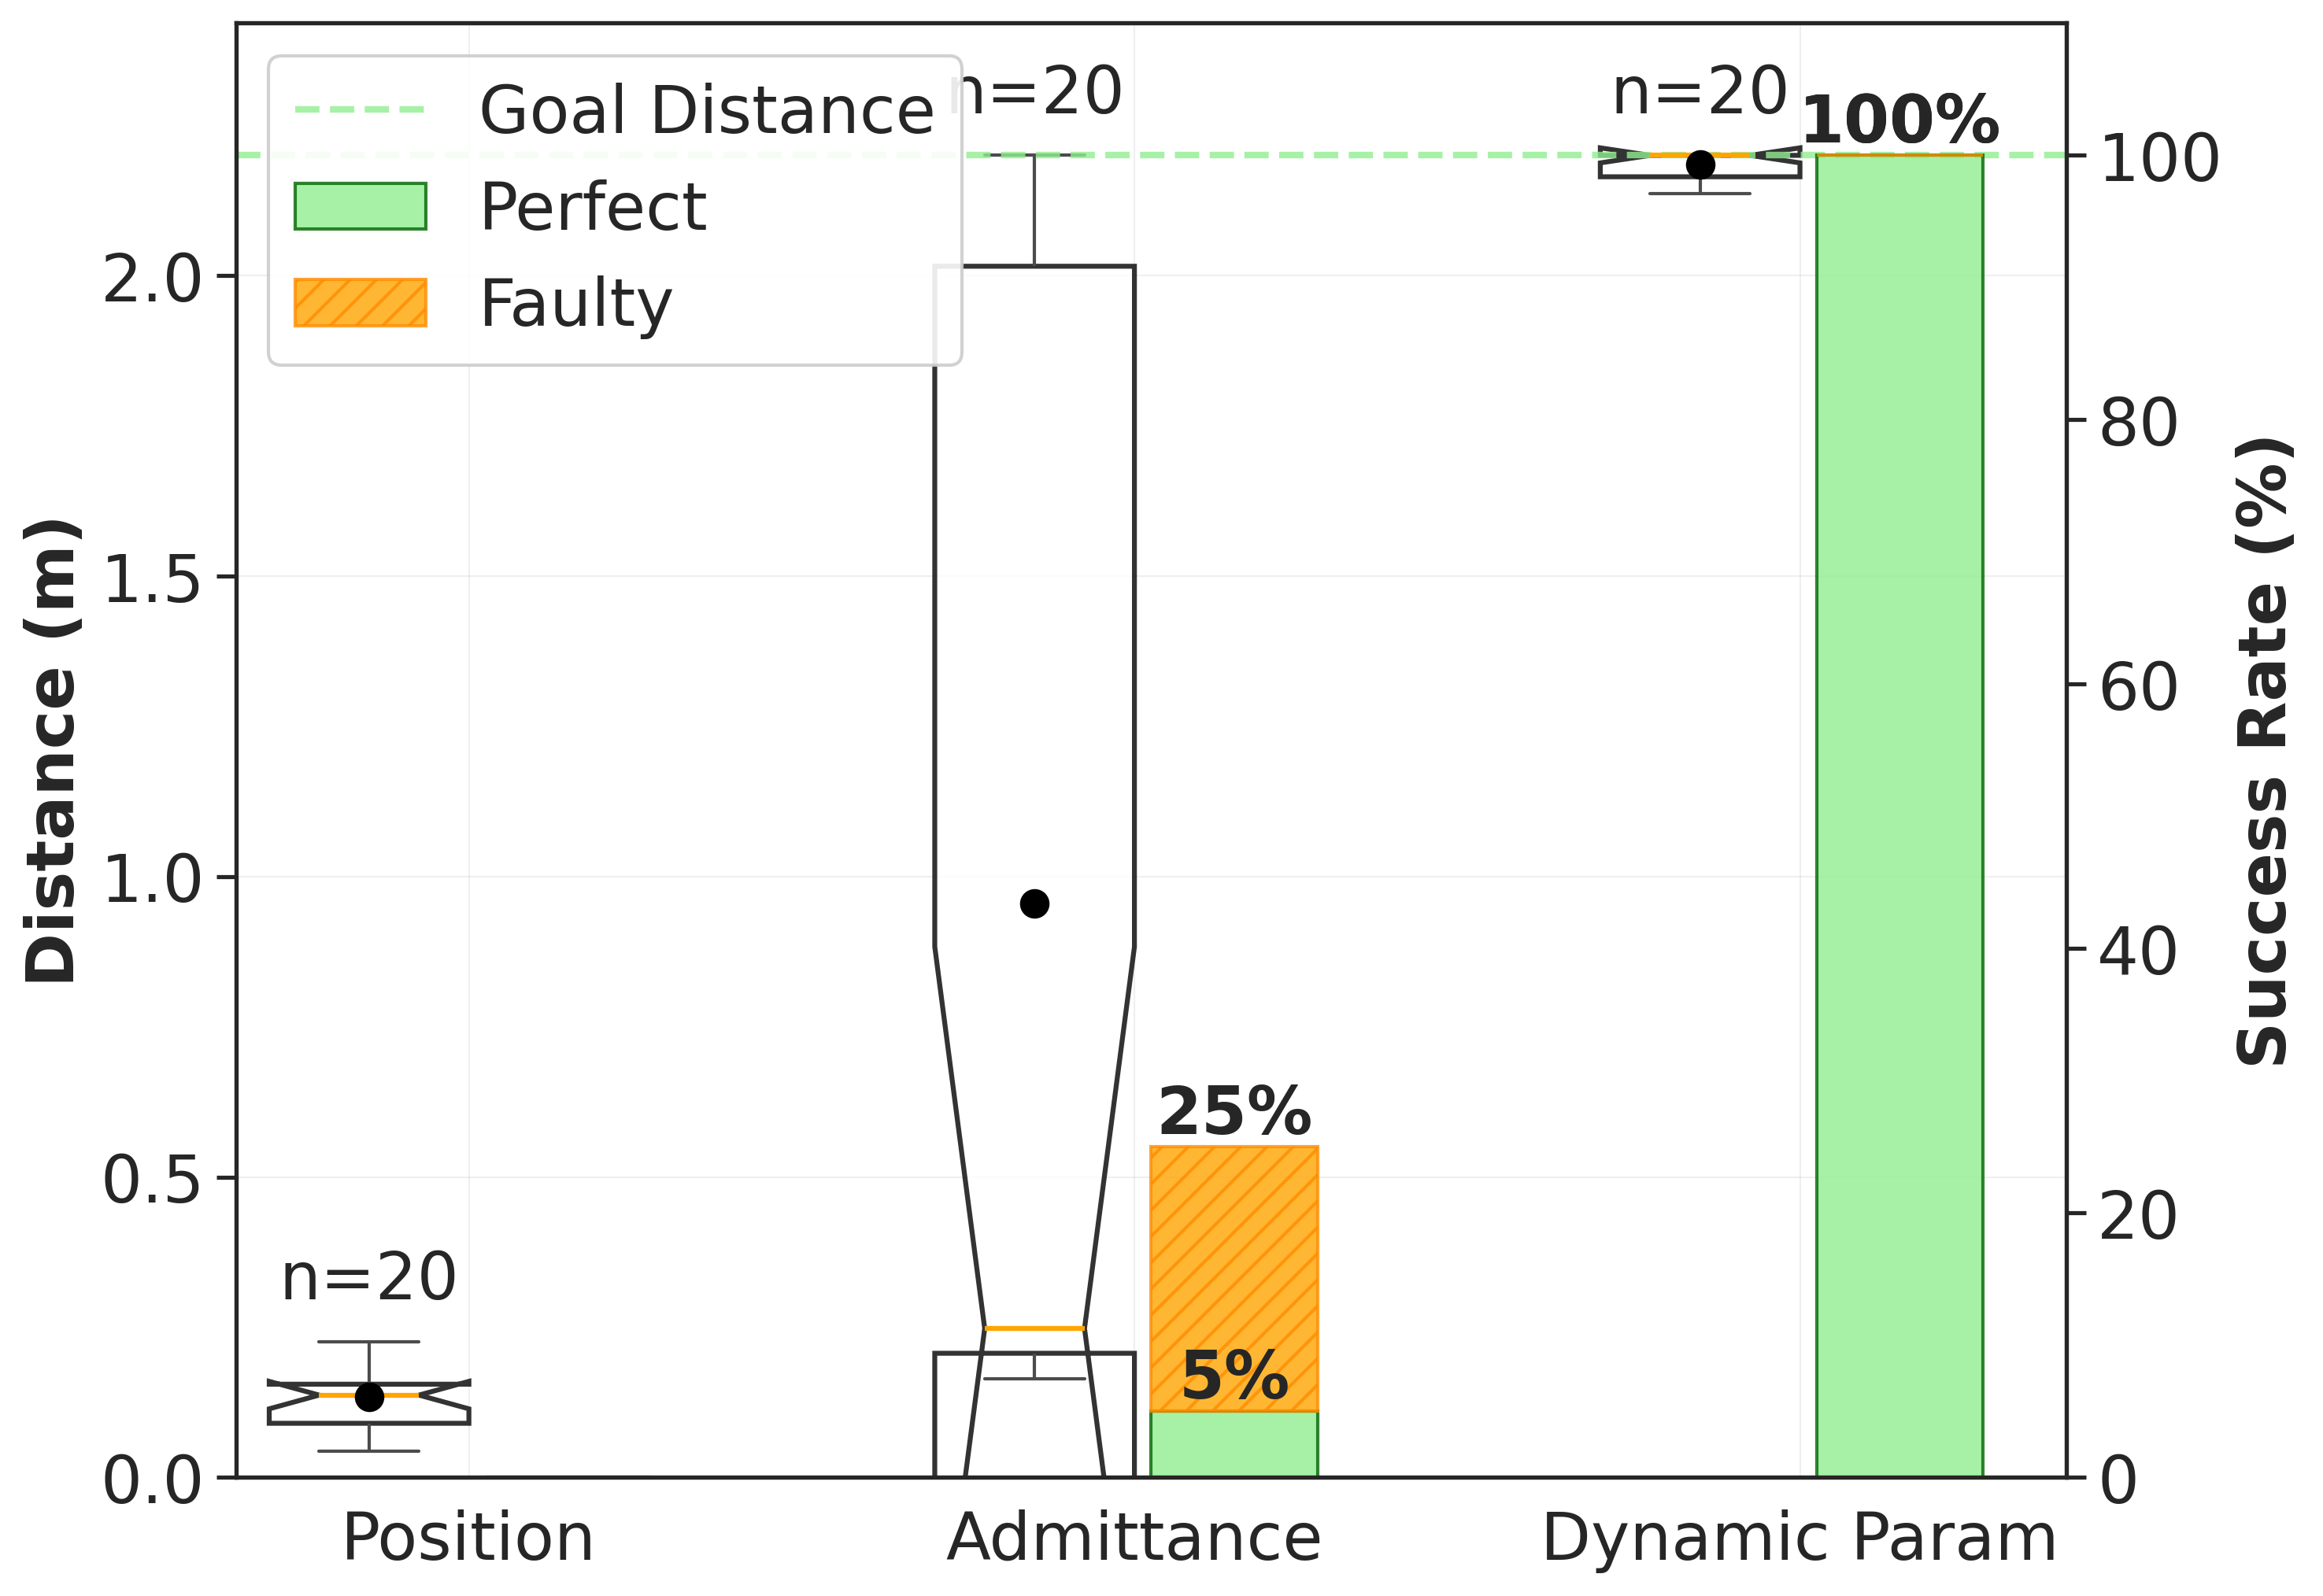 Goal Distance
Perfect
Faulty
n=20
n=20
100%
n=20
25%
5%
Distance (m)
2.0
1.5
1.0
0.5
0.0
Success Rate (%)
100
80
60
40
20
0
Position
Admittance
Dynamic Param